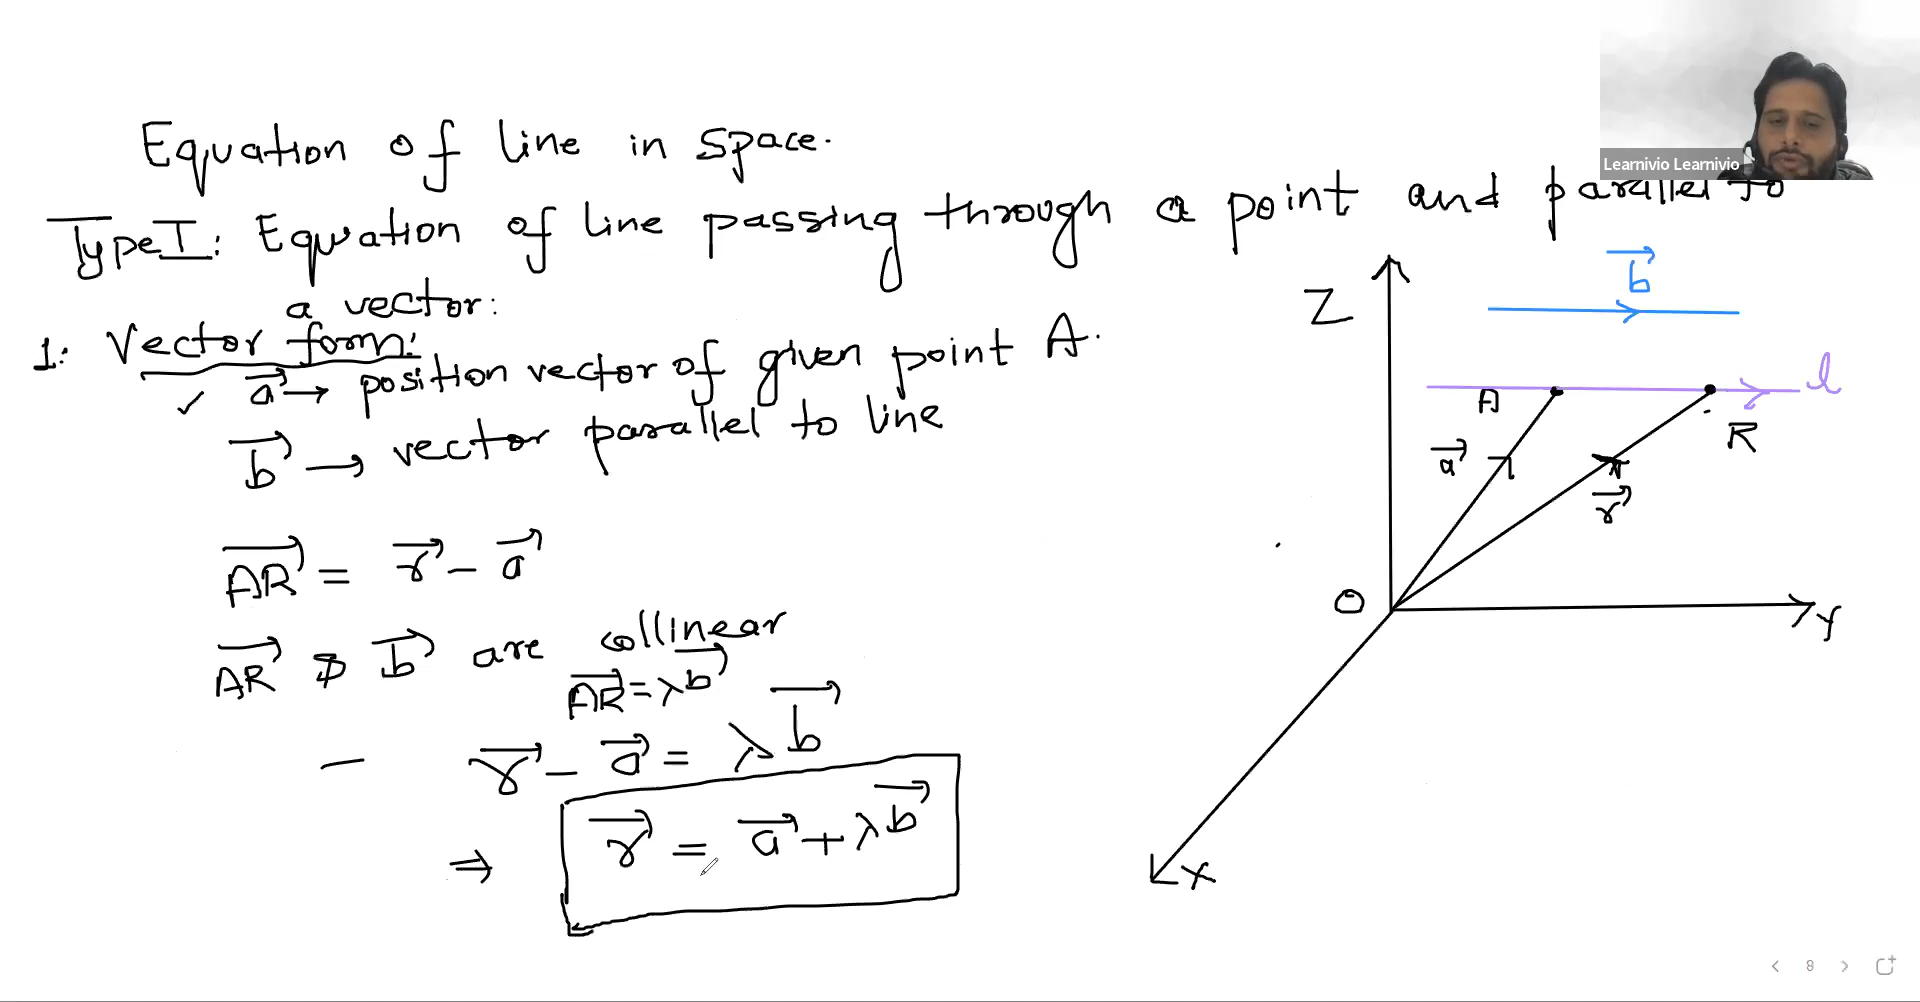 Learnivio Learnivio
Equation of line in space.
Type I: Equation of line passing through a point and parallel to
a vector:
1: Vector form:
✓ a⃗ → position vector of given point A.
b⃗ → vector parallel to line
AR⃗ = r⃗ - a⃗
AR⃗ & b⃗ are collinear
AR⃗ = λb⃗
- r⃗ - a⃗ = λb⃗
⇒ r⃗ = a⃗ + λb⃗
Z
b⃗
l
A
R
a⃗
r⃗
O
Y
X
8